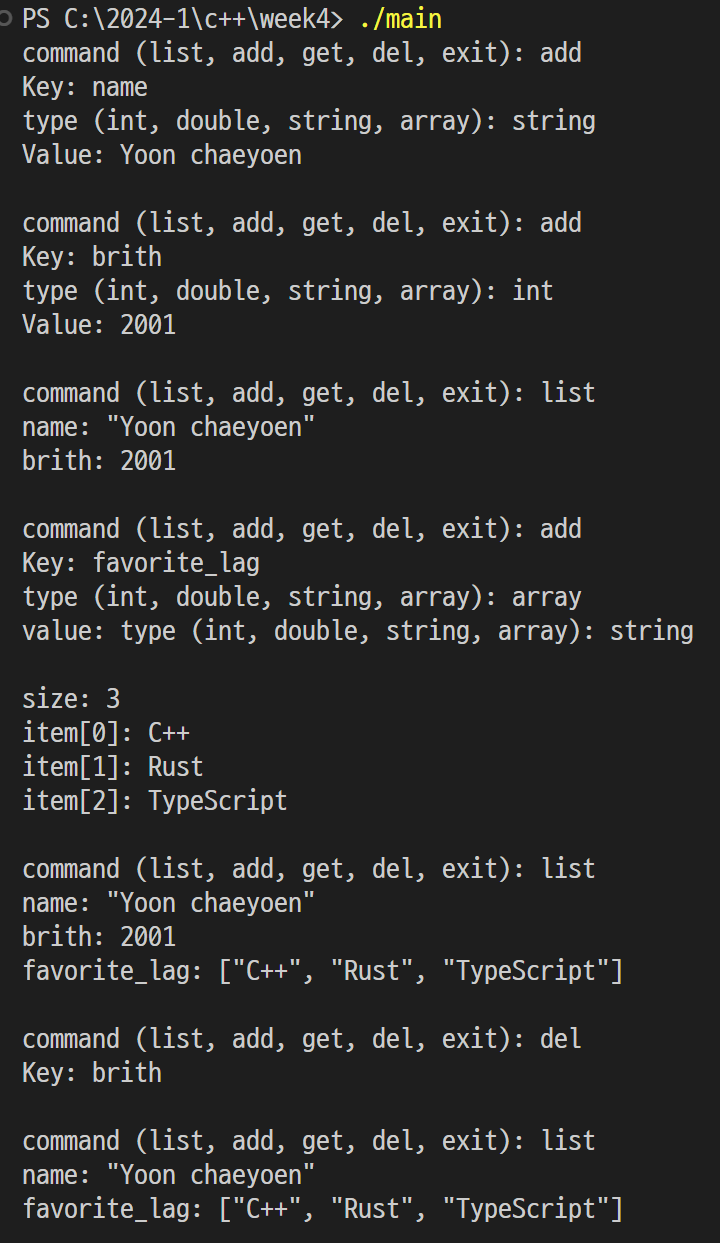 PS C:\2024-1\c++\week4> ./main
command (list, add, get, del, exit): add
Key: name
type (int, double, string, array): string
Value: Yoon chaeyoen
command (list, add, get, del, exit): add
Key: brith
type (int, double, string, array): int
Value: 2001
command (list, add, get, del, exit): list
name: "Yoon chaeyoen"
brith: 2001
command (list, add, get, del, exit): add
Key: favorite_lag
type (int, double, string, array): array
value: type (int, double, string, array): string
size: 3
item[0]: C++
item[1]: Rust
item[2]: TypeScript
command (list, add, get, del, exit): list
name: "Yoon chaeyoen"
brith: 2001
favorite_lag: ["C++", "Rust", "TypeScript"]
command (list, add, get, del, exit): del
Key: brith
command (list, add, get, del, exit): list
name: "Yoon chaeyoen"
favorite_lag: ["C++", "Rust", "TypeScript"]